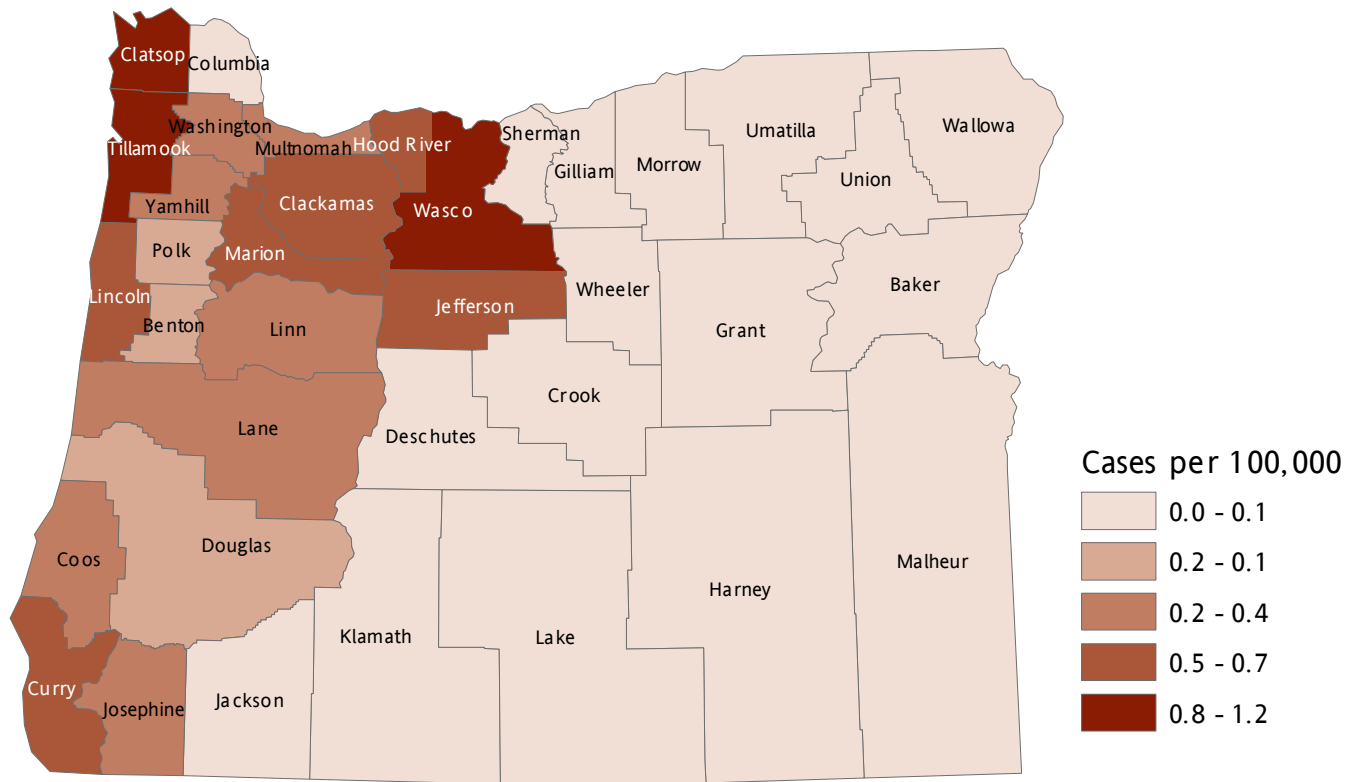 Clatsop
Columbia
Washington
Tillamook
Multnomah
Hood River
Sherman
Gilliam
Morrow
Umatilla
Union
Wallowa
Yamhill
Clackamas
Wasco
Polk
Marion
Lincoln
Benton
Linn
Jefferson
Wheeler
Grant
Baker
Lane
Deschutes
Crook
Coos
Douglas
Harney
Malheur
Klamath
Lake
Curry
Josephine
Jackson
Cases per 100,000
0.0 - 0.1
0.2 - 0.1
0.2 - 0.4
0.5 - 0.7
0.8 - 1.2